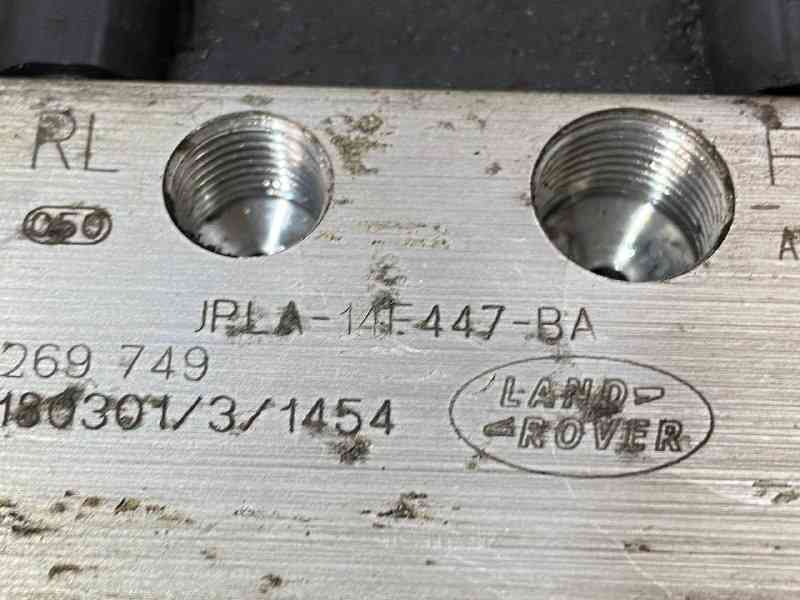 RL
050
JPLA-14F447-BA
269 749
180301/3/1454
LAND-
ROVER
A